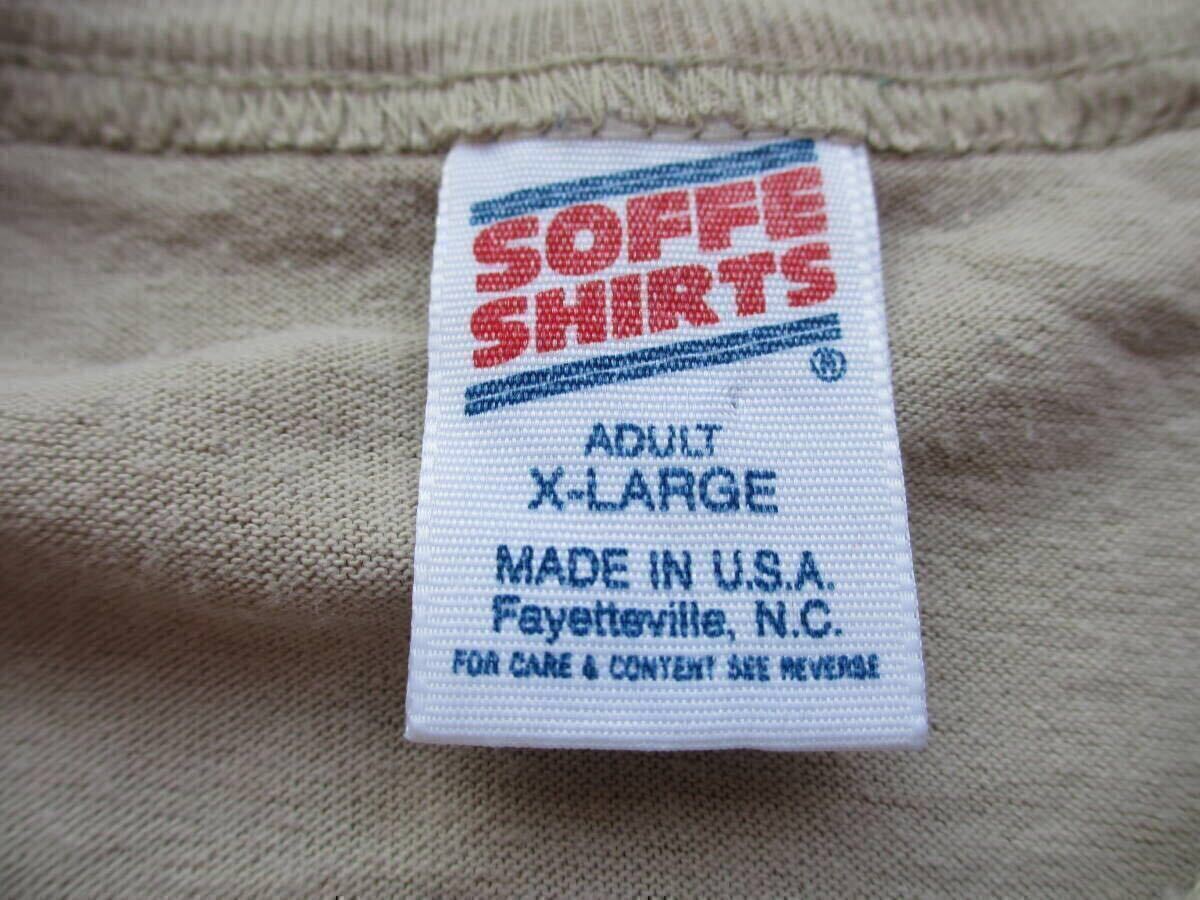 SOFFE
SHIRTS
®
ADULT
X-LARGE
MADE IN U.S.A.
Fayetteville, N.C.
FOR CARE & CONTENT SEE REVERSE